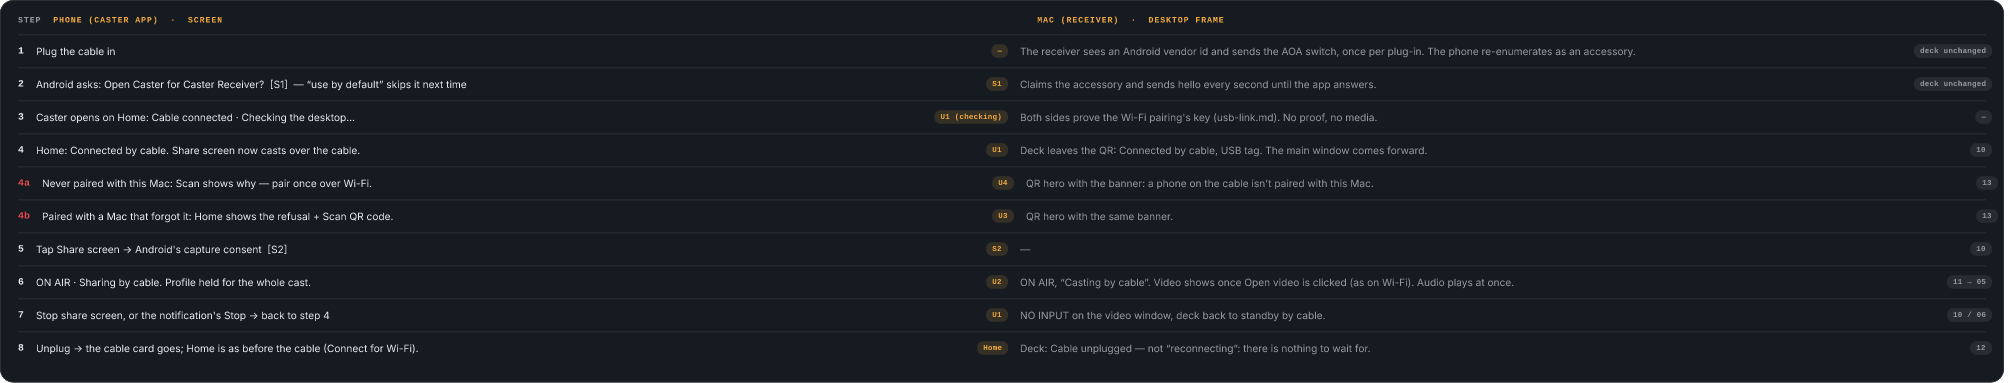 STEP PHONE (CASTER APP) · SCREEN MAC (RECEIVER) · DESKTOP FRAME
1 Plug the cable in — The receiver sees an Android vendor id and sends the AOA switch, once per plug-in. The phone re-enumerates as an accessory. deck unchanged
2 Android asks: Open Caster for Caster Receiver? [S1] — “use by default” skips it next time S1 Claims the accessory and sends hello every second until the app answers. deck unchanged
3 Caster opens on Home: Cable connected · Checking the desktop… U1 (checking) Both sides prove the Wi-Fi pairing's key (usb-link.md). No proof, no media. —
4 Home: Connected by cable. Share screen now casts over the cable. U1 Deck leaves the QR: Connected by cable, USB tag. The main window comes forward. 10
4a Never paired with this Mac: Scan shows why — pair once over Wi-Fi. U4 QR hero with the banner: a phone on the cable isn't paired with this Mac. 13
4b Paired with a Mac that forgot it: Home shows the refusal + Scan QR code. U3 QR hero with the same banner. 13
5 Tap Share screen → Android's capture consent [S2] S2 — 10
6 ON AIR · Sharing by cable. Profile held for the whole cast. U2 ON AIR, “Casting by cable”. Video shows once Open video is clicked (as on Wi-Fi). Audio plays at once. 11 → 05
7 Stop share screen, or the notification's Stop → back to step 4 U1 NO INPUT on the video window, deck back to standby by cable. 10 / 06
8 Unplug → the cable card goes; Home is as before the cable (Connect for Wi-Fi). Home Deck: Cable unplugged — not “reconnecting”: there is nothing to wait for. 12